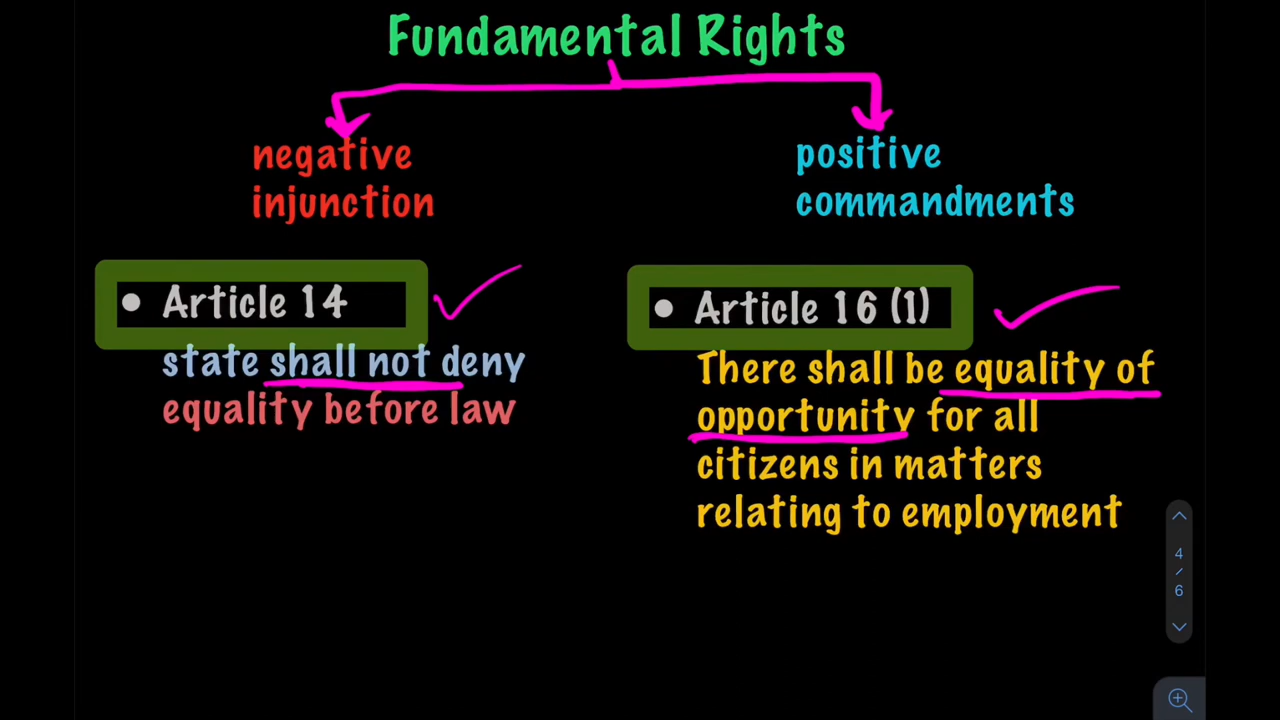 Fundamental Rights
negative
injunction
• Article 14
state shall not deny
equality before law
positive
commandments
• Article 16 (1)
There shall be equality of
opportunity for all
citizens in matters
relating to employment
4
/
6